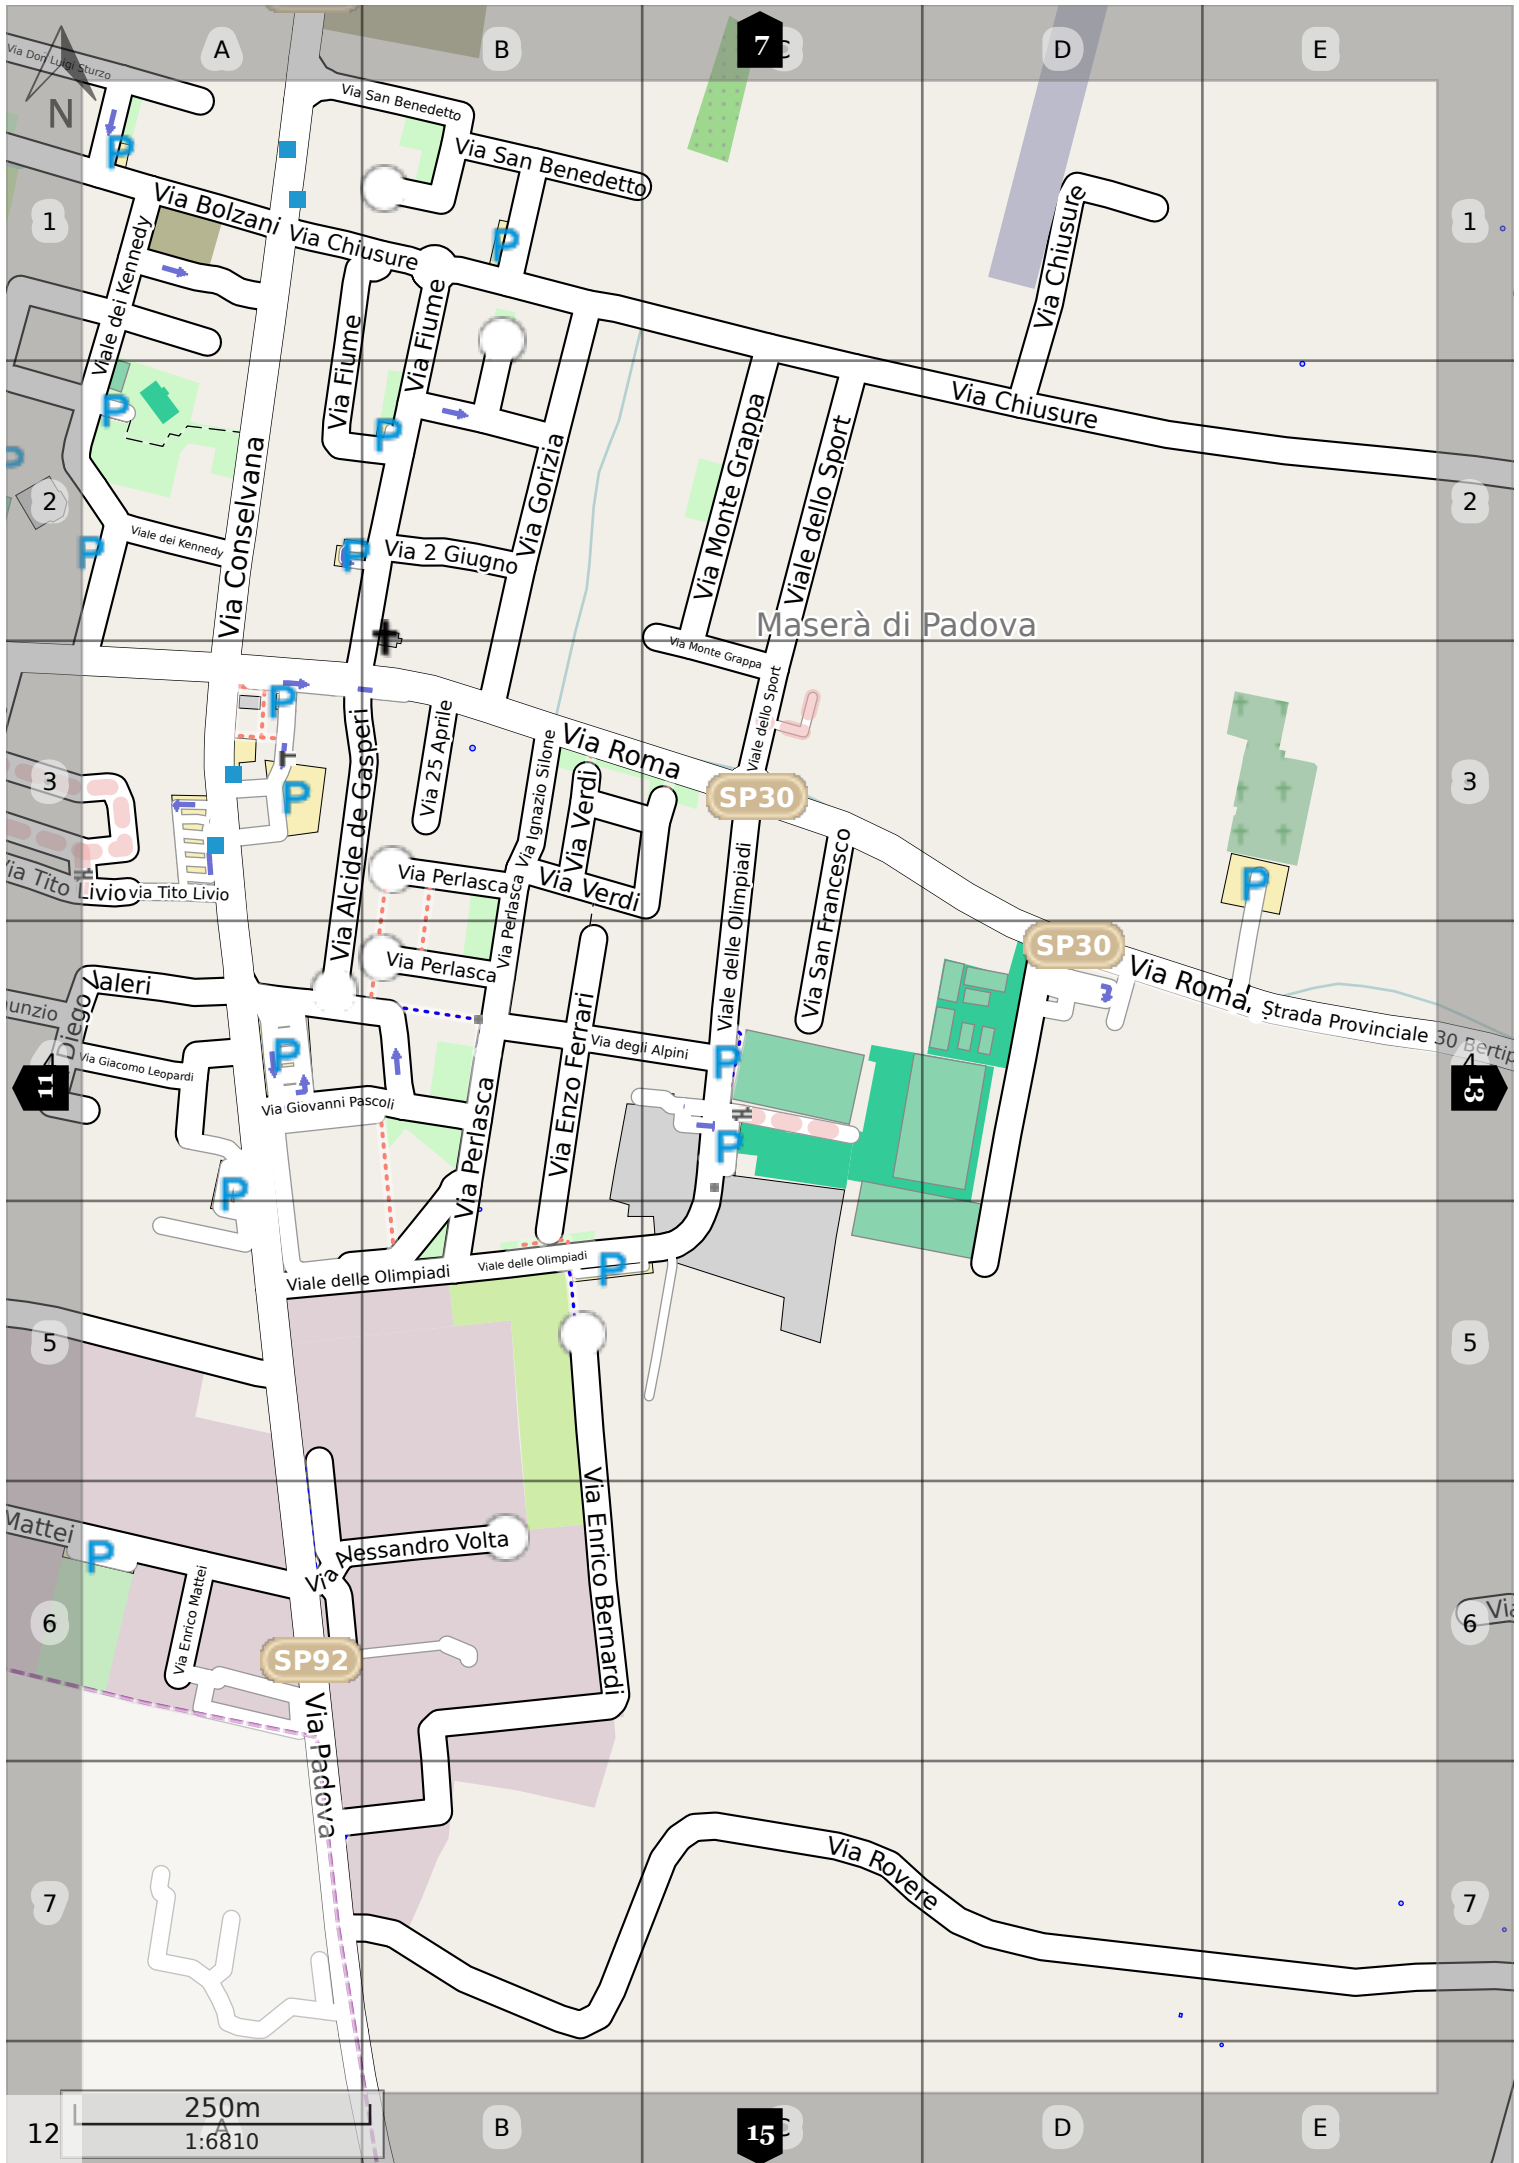 A
B
7
C
D
E
Via Don Luigi Sturzo
N
Via San Benedetto
P
Via San Benedetto
1
Via Bolzani
Via Chiusure
P
Via Chiusure
1
Viale dei Kennedy
Via Fiume
Via Fiume
P
P
P
Via Chiusure
Via Monte Grappa
Viale dello Sport
Via Conselvana
Via Gorizia
2
2
Viale dei Kennedy
P
P
Via 2 Giugno
Maserà di Padova
Via Monte Grappa
Viale dello Sport
P
Via Alcide de Gasperi
Via 25 Aprile
Via Ignazio Silone
Via Roma
3
P
Via Verdi
SP30
3
Via Tito Livio
via Tito Livio
Via Perlasca
Via Verdi
Via Perlasca
Viale delle Olimpiadi
Via San Francesco
P
SP30
Via Perlasca
Via Roma
Strada Provinciale 30 Bertip
Diego Valeri
unzio
4
11
Via Giacomo Leopardi
P
Via degli Alpini
P
4
13
Via Giovanni Pascoli
Via Perlasca
Via Enzo Ferrari
P
P
Viale delle Olimpiadi
Viale delle Olimpiadi
P
5
5
Mattei
P
Via Alessandro Volta
Via Enrico Bernardi
Via Enrico Mattei
6
6
Via
SP92
Via Padova
Via Rovere
7
7
250m
12
A
1:6810
B
15
C
D
E